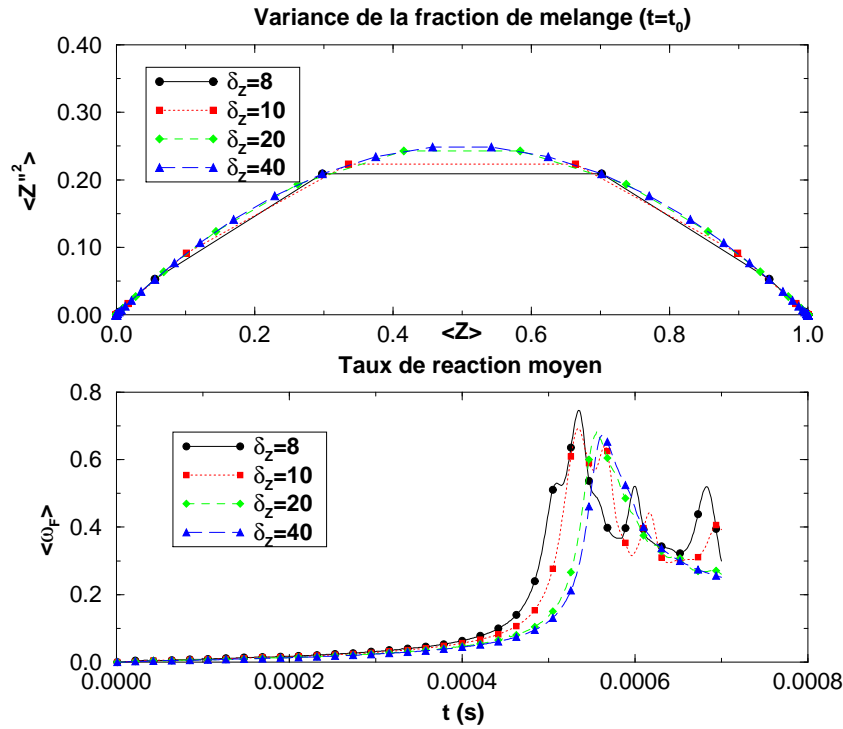 Variance de la fraction de melange (t=t₀)
0.40
0.30
0.20
0.10
0.00
<Z"²>
δZ=8
δZ=10
δZ=20
δZ=40
0.0 0.2 0.4 0.6 0.8 1.0
<Z>
Taux de reaction moyen
0.8
0.6
0.4
0.2
0.0
<ωF>
δZ=8
δZ=10
δZ=20
δZ=40
0.0000 0.0002 0.0004 0.0006 0.0008
t (s)